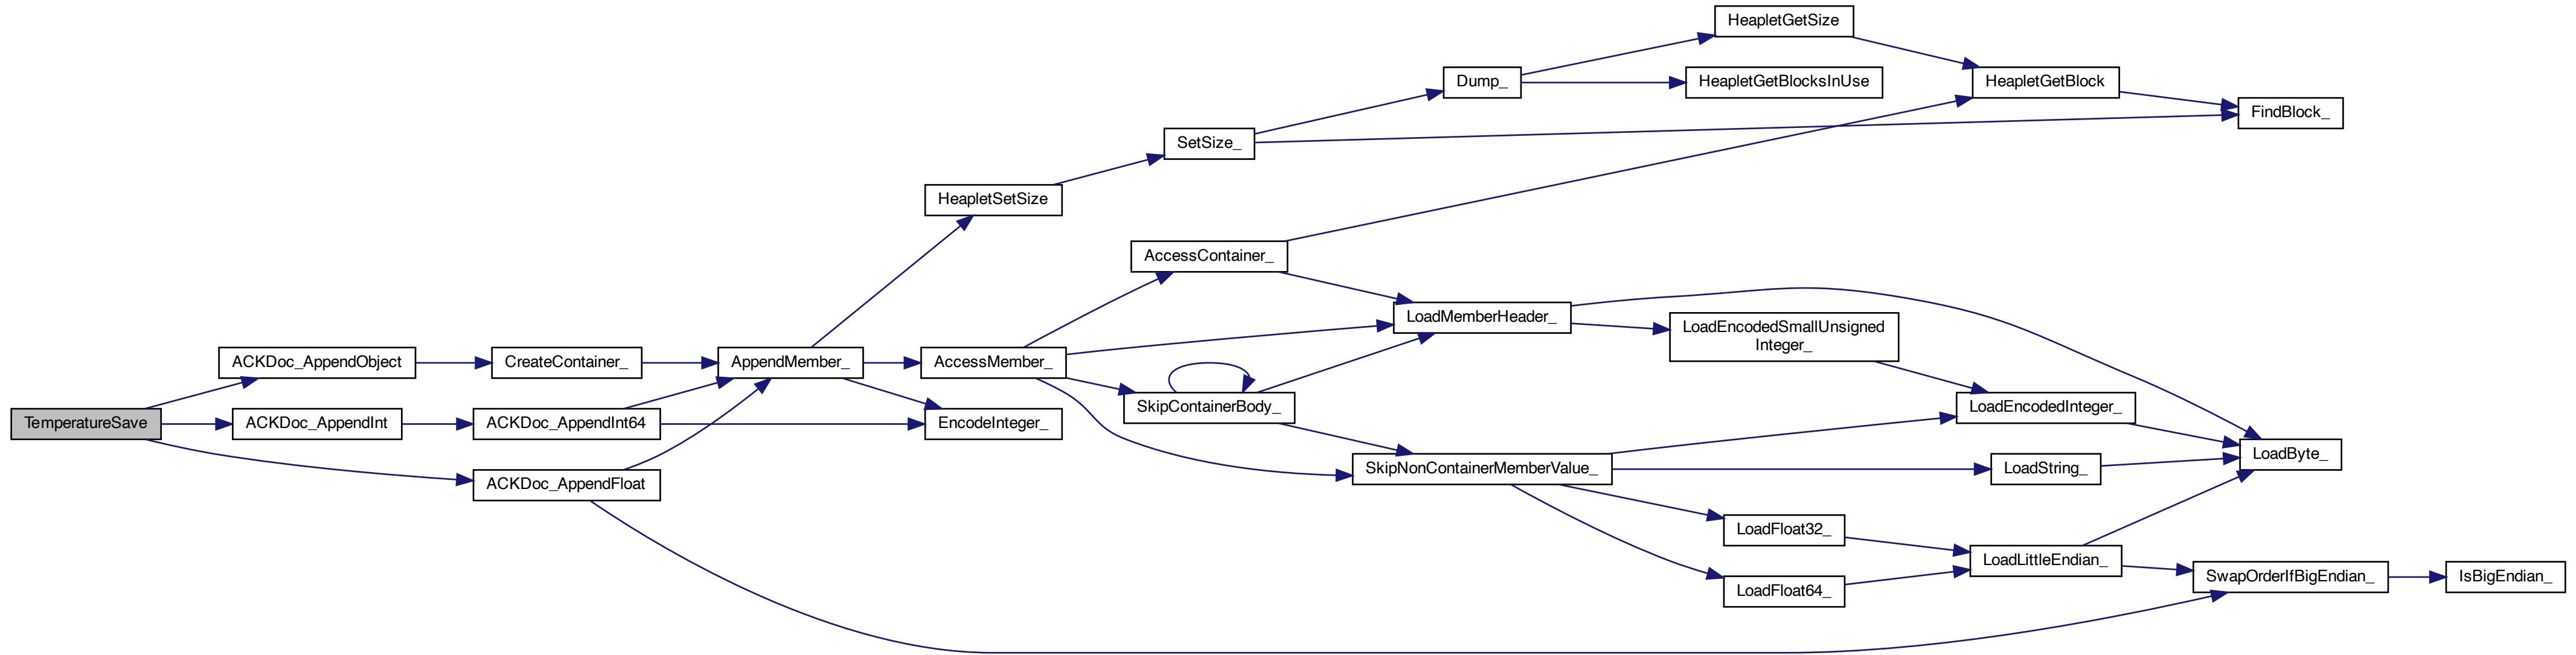 TemperatureSave
ACKDoc_AppendObject
ACKDoc_AppendInt
ACKDoc_AppendFloat
CreateContainer_
ACKDoc_AppendInt64
AppendMember_
HeapletSetSize
AccessMember_
EncodeInteger_
SetSize_
AccessContainer_
SkipContainerBody_
Dump_
LoadMemberHeader_
SkipNonContainerMemberValue_
HeapletGetSize
HeapletGetBlocksInUse
LoadEncodedSmallUnsigned
Integer_
LoadFloat32_
LoadFloat64_
HeapletGetBlock
LoadEncodedInteger_
LoadString_
LoadLittleEndian_
FindBlock_
LoadByte_
SwapOrderIfBigEndian_
IsBigEndian_